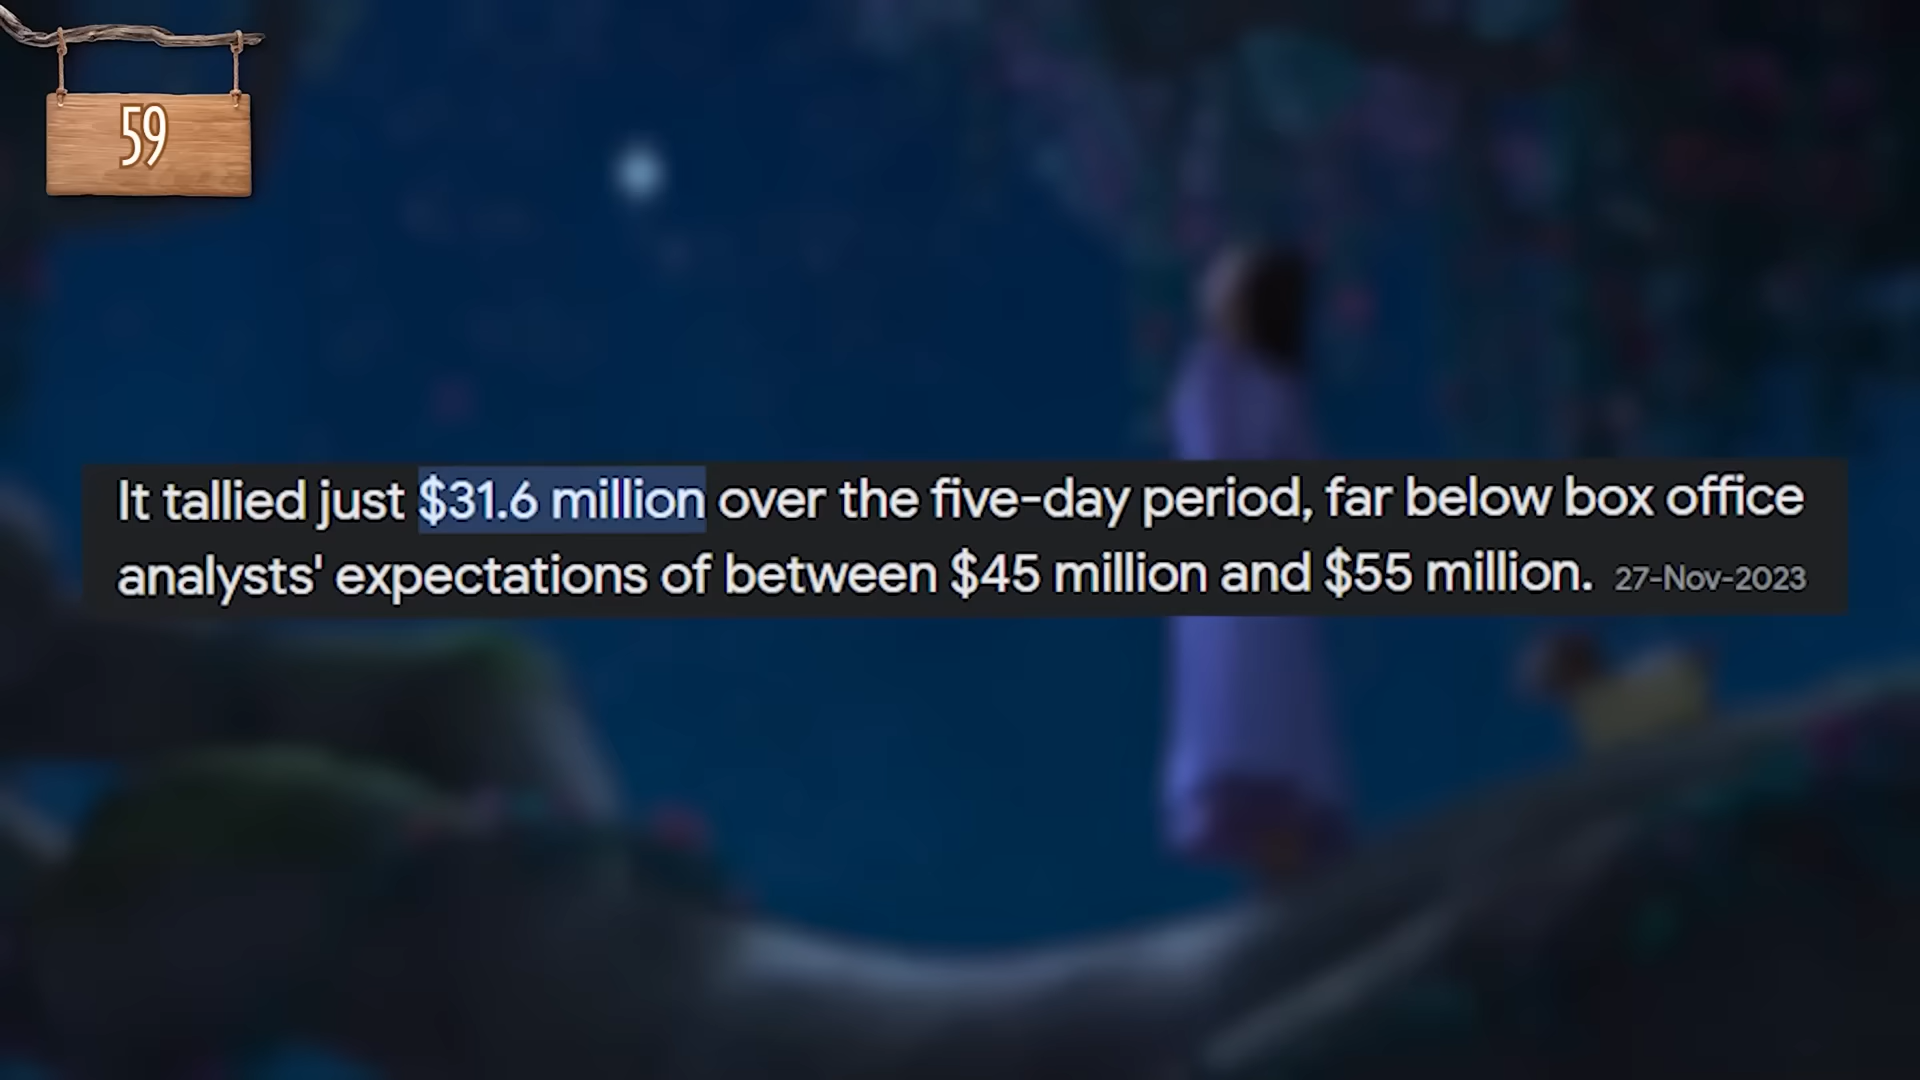 59
It tallied just $31.6 million over the five-day period, far below box office
analysts' expectations of between $45 million and $55 million. 27-Nov-2023